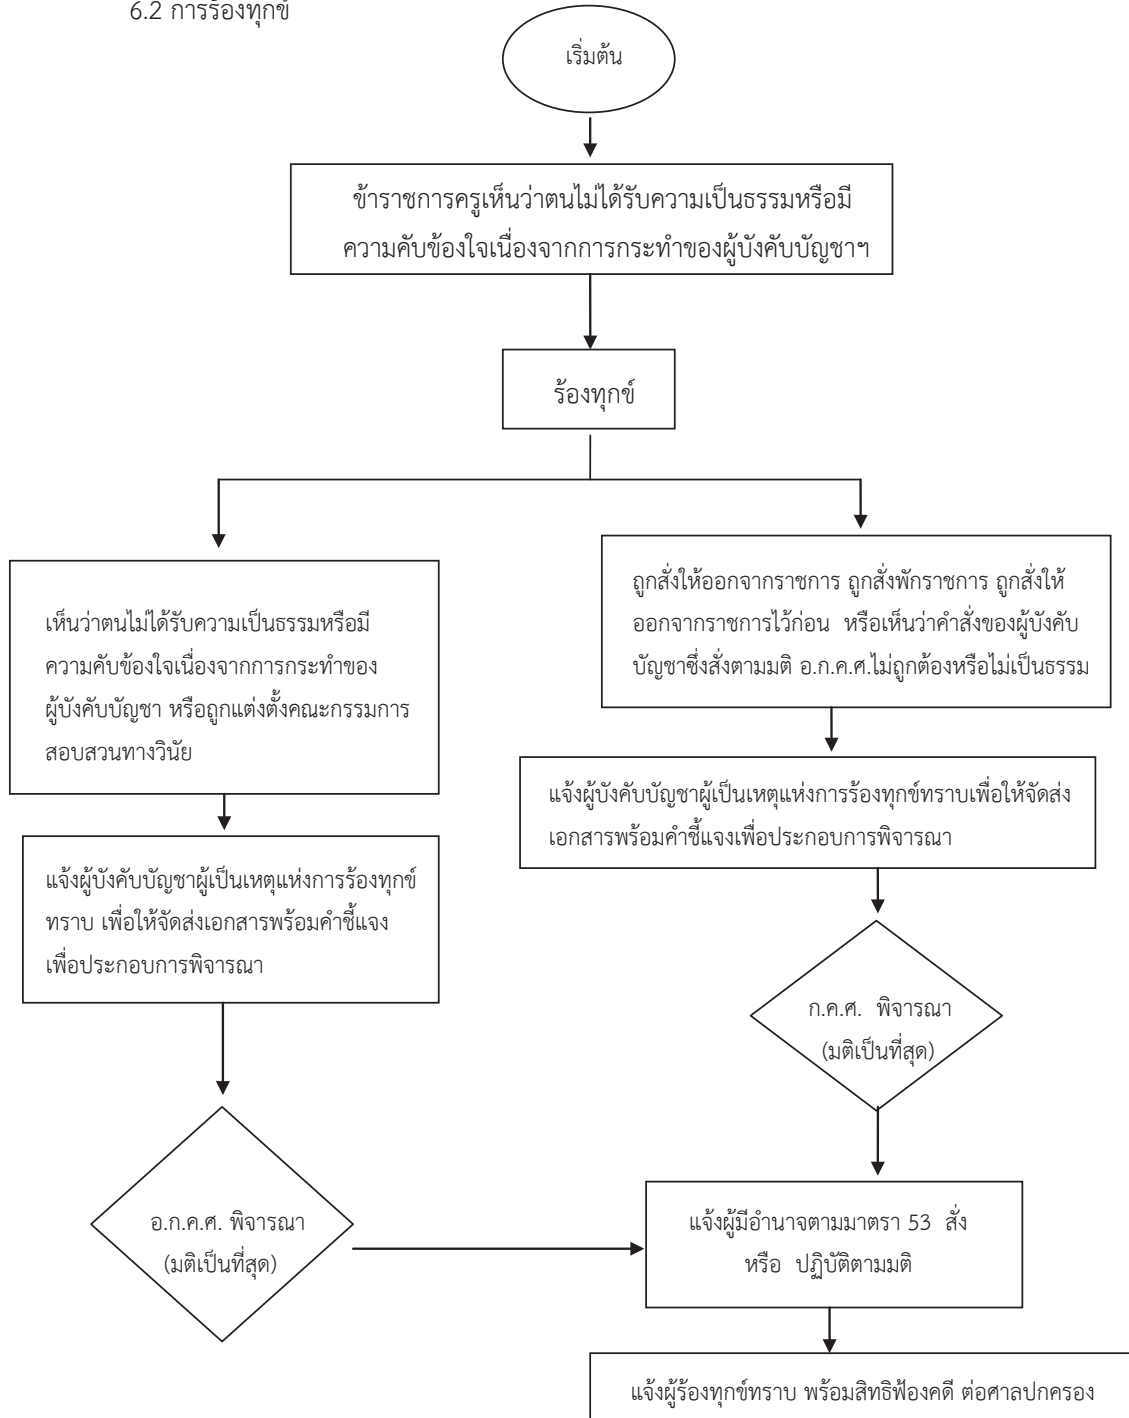 6.2 การร้องทุกข์
เริ่มต้น
ข้าราชการครูเห็นว่าตนไม่ได้รับความเป็นธรรมหรือมี
ความคับข้องใจเนื่องจากการกระทำของผู้บังคับบัญชาฯ
ร้องทุกข์
เห็นว่าตนไม่ได้รับความเป็นธรรมหรือมี
ความคับข้องใจเนื่องจากการกระทำของ
ผู้บังคับบัญชา หรือถูกแต่งตั้งคณะกรรมการ
สอบสวนทางวินัย
แจ้งผู้บังคับบัญชาผู้เป็นเหตุแห่งการร้องทุกข์
ทราบ เพื่อให้จัดส่งเอกสารพร้อมคำชี้แจง
เพื่อประกอบการพิจารณา
อ.ก.ค.ศ. พิจารณา
(มติเป็นที่สุด)
ถูกสั่งให้ออกจากราชการ ถูกสั่งพักราชการ ถูกสั่งให้
ออกจากราชการไว้ก่อน หรือเห็นว่าคำสั่งของผู้บังคับ
บัญชาซึ่งสั่งตามมติ อ.ก.ค.ศ.ไม่ถูกต้องหรือไม่เป็นธรรม
แจ้งผู้บังคับบัญชาผู้เป็นเหตุแห่งการร้องทุกข์ทราบเพื่อให้จัดส่ง
เอกสารพร้อมคำชี้แจงเพื่อประกอบการพิจารณา
ก.ค.ศ. พิจารณา
(มติเป็นที่สุด)
แจ้งผู้มีอำนาจตามมาตรา 53 สั่ง
หรือ ปฏิบัติตามมติ
แจ้งผู้ร้องทุกข์ทราบ พร้อมสิทธิฟ้องคดี ต่อศาลปกครอง